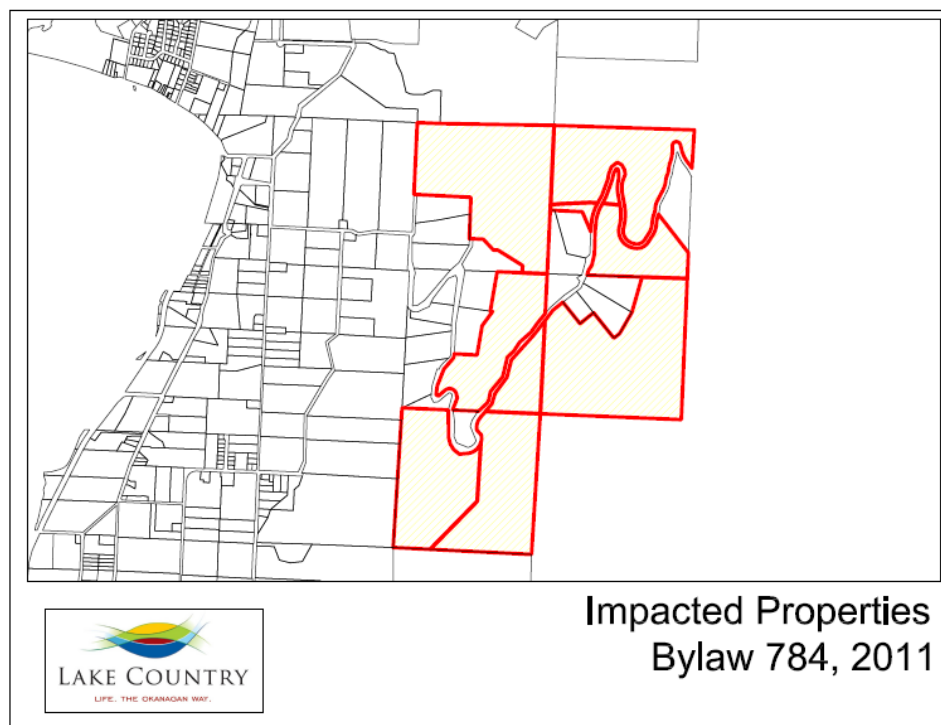 Impacted Properties
Bylaw 784, 2011
LAKE COUNTRY
LIFE. THE OKANAGAN WAY.